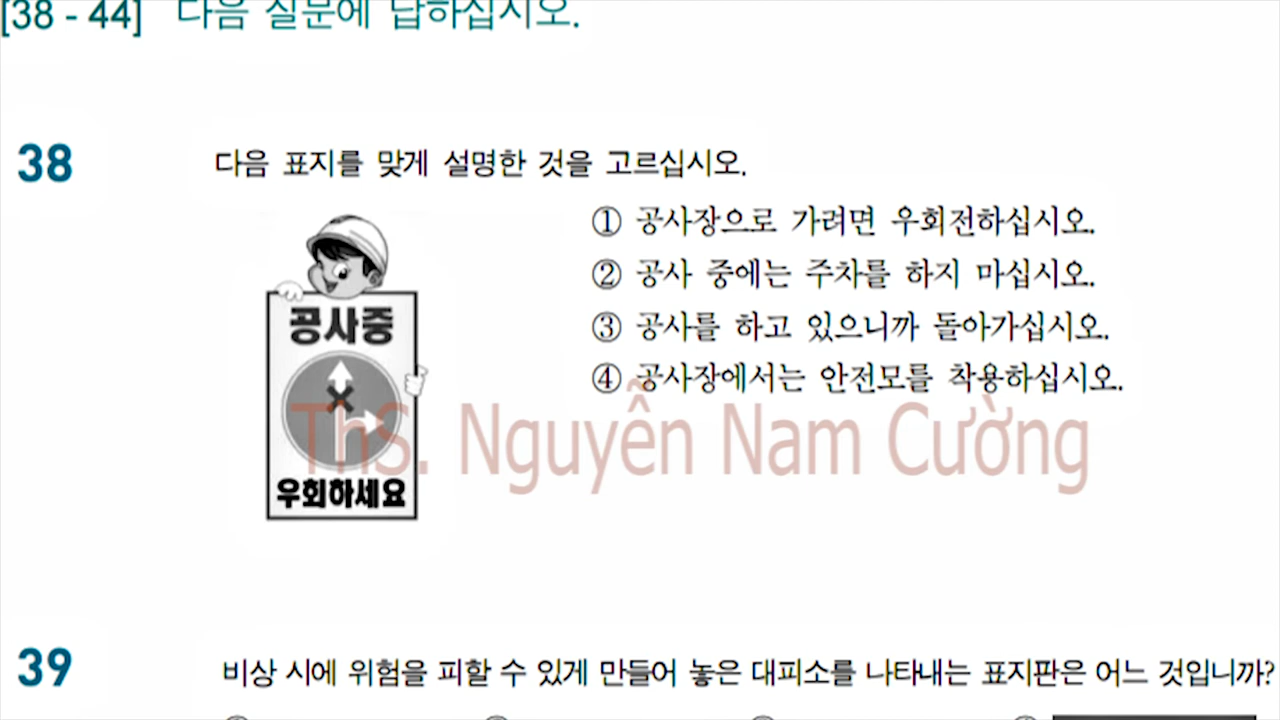 [38 - 44] 다음 질문에 답하십시오.
38 다음 표지를 맞게 설명한 것을 고르십시오.
공사중
우회하세요
① 공사장으로 가려면 우회전하십시오.
② 공사 중에는 주차를 하지 마십시오.
③ 공사를 하고 있으니까 돌아가십시오.
④ 공사장에서는 안전모를 착용하십시오.
ThS. Nguyễn Nam Cường
39 비상 시에 위험을 피할 수 있게 만들어 놓은 대피소를 나타내는 표지판은 어느 것입니까?